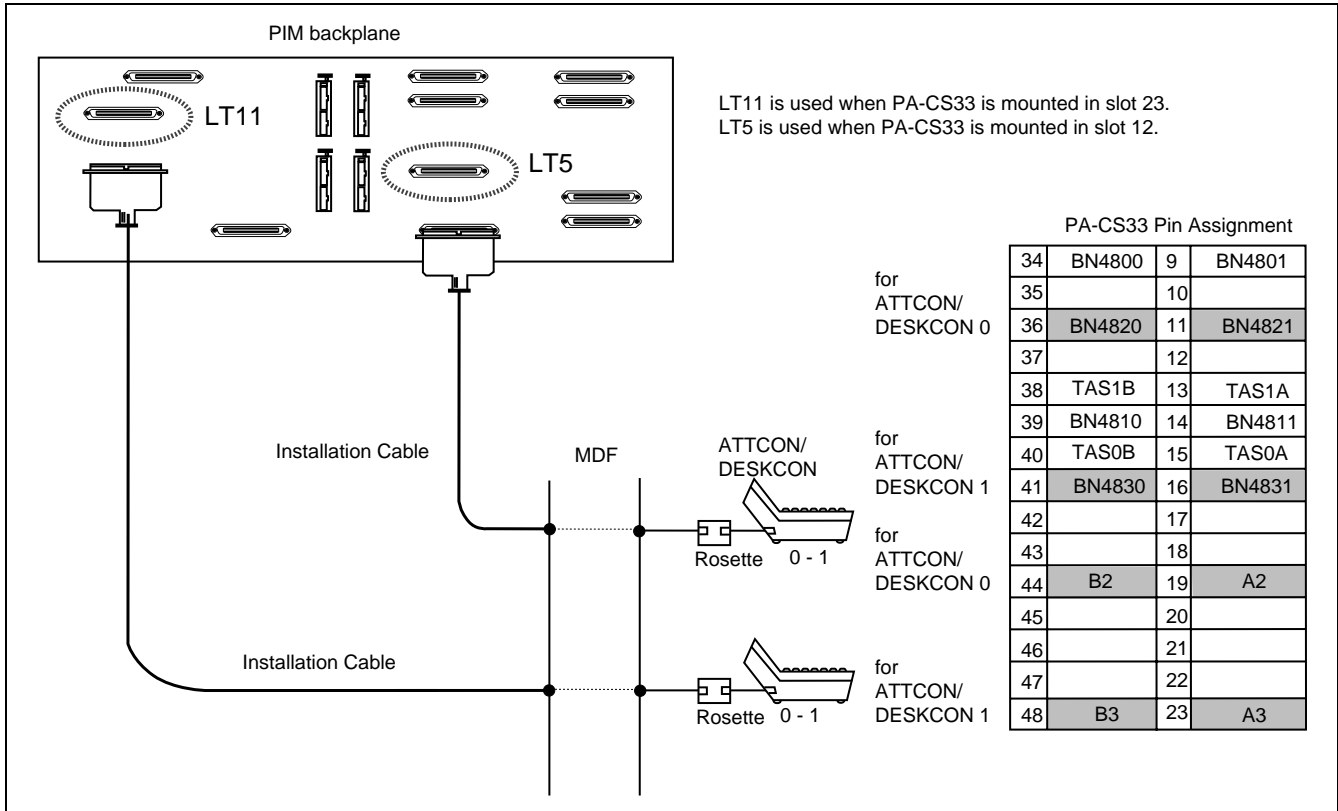 PIM backplane
LT11
LT5
LT11 is used when PA-CS33 is mounted in slot 23.
LT5 is used when PA-CS33 is mounted in slot 12.
Installation Cable
MDF
ATTCON/
DESKCON
Rosette 0 - 1
Installation Cable
Rosette 0 - 1
PA-CS33 Pin Assignment
for
ATTCON/
DESKCON 0
for
ATTCON/
DESKCON 1
for
ATTCON/
DESKCON 0
for
ATTCON/
DESKCON 1
34 BN4800 9 BN4801
35 10
36 BN4820 11 BN4821
37 12
38 TAS1B 13 TAS1A
39 BN4810 14 BN4811
40 TAS0B 15 TAS0A
41 BN4830 16 BN4831
42 17
43 18
44 B2 19 A2
45 20
46 21
47 22
48 B3 23 A3